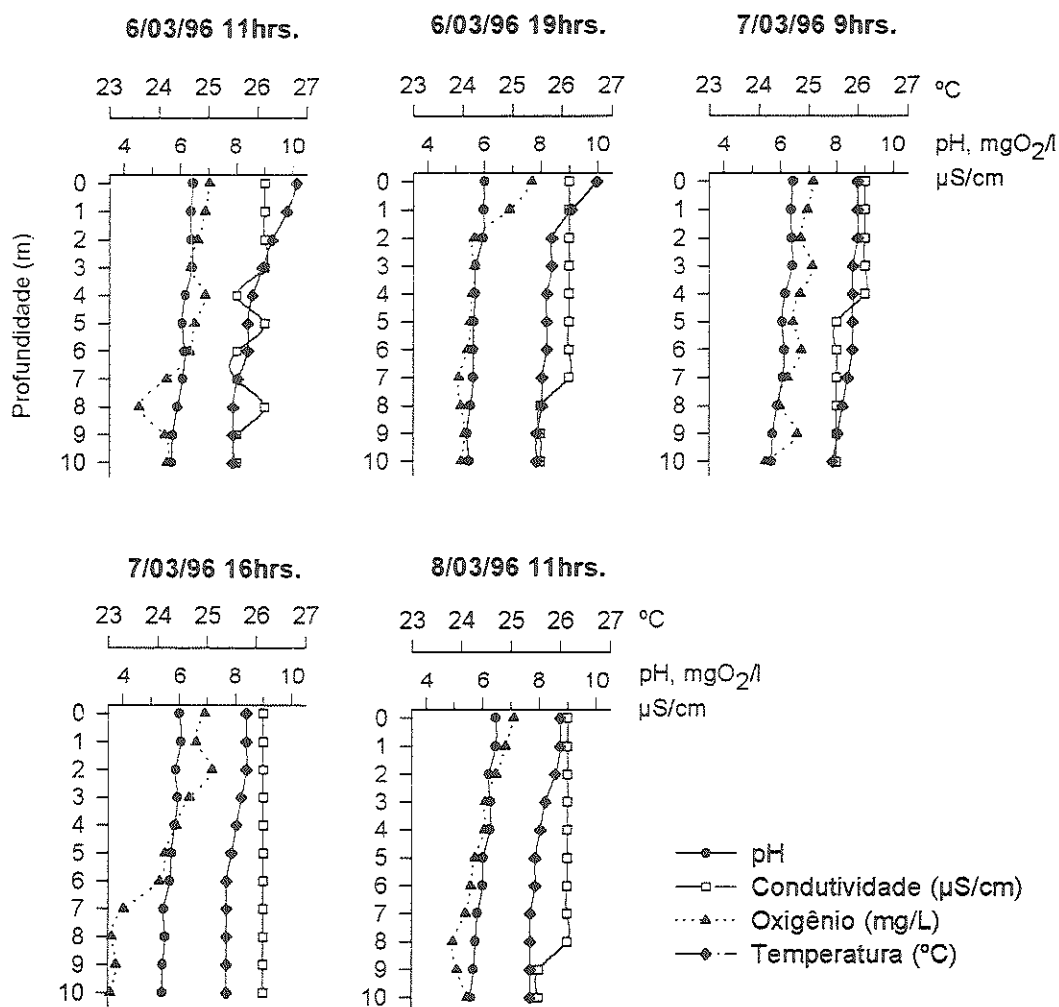 6/03/96 11hrs. 6/03/96 19hrs. 7/03/96 9hrs.
23 24 25 26 27 23 24 25 26 27 23 24 25 26 27 ºC
4 6 8 10 4 6 8 10 4 6 8 10 pH, mgO2/l
µS/cm
Profundidade (m)
0 0 0
1 1 1
2 2 2
3 3 3
4 4 4
5 5 5
6 6 6
7 7 7
8 8 8
9 9 9
10 10 10
7/03/96 16hrs. 8/03/96 11hrs.
23 24 25 26 27 ºC 23 24 25 26 27
4 6 8 10 pH, mgO2/l 4 6 8 10
µS/cm
0 0
1 1
2 2
3 3
4 4
5 5
6 6
7 7
8 8
9 9
10 10
pH
Condutividade (µS/cm)
Oxigênio (mg/L)
Temperatura (ºC)